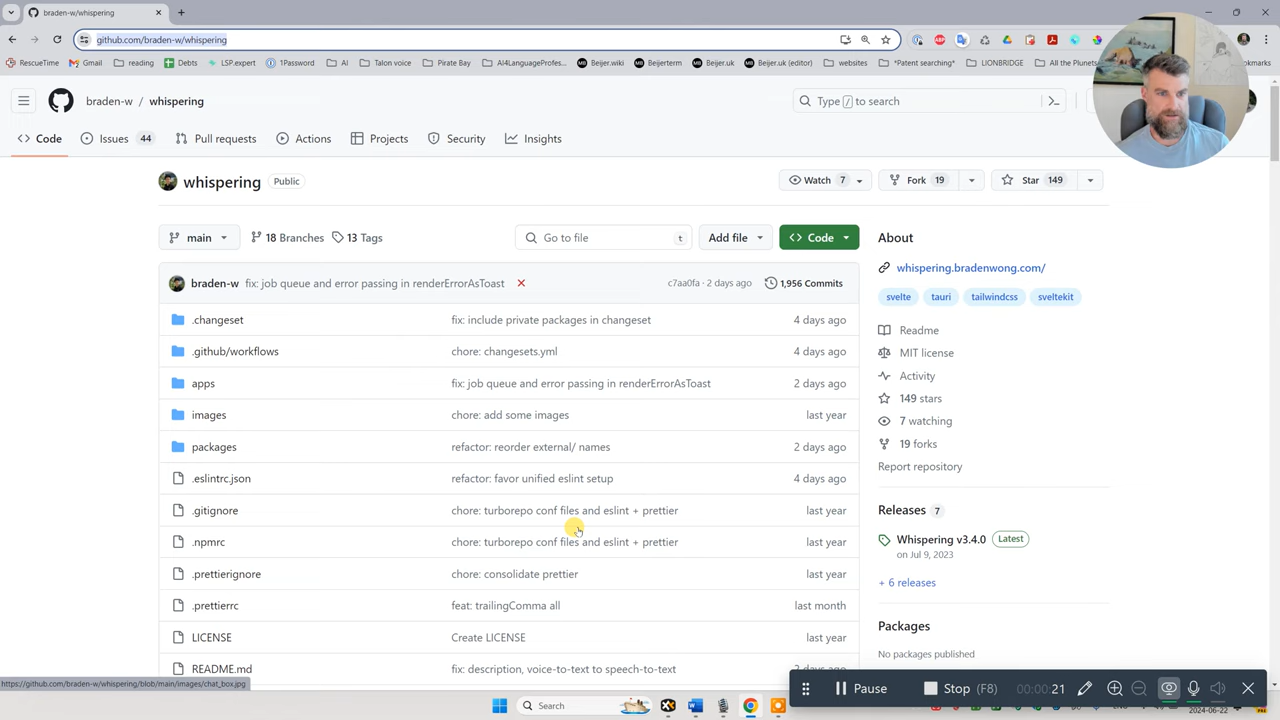 braden-w/whispering
github.com/braden-w/whispering
RescueTime
Gmail
reading
Debts
LSP.expert
1Password
AI
Talon voice
Pirate Bay
AI4LanguageProfes...
Beijer.wiki
Beijerterm
Beijer.uk
Beijer.uk (editor)
websites
*Patent searching*
LIONBRIDGE
All the Planets
okmarks
braden-w / whispering
Type / to search
Code
Issues 44
Pull requests
Actions
Projects
Security
Insights
whispering Public
Watch 7
Fork 19
Star 149
main
18 Branches
13 Tags
Go to file t
Add file
Code
braden-w fix: job queue and error passing in renderErrorAsToast c7aa0fa · 2 days ago 1,956 Commits
.changeset fix: include private packages in changeset 4 days ago
.github/workflows chore: changesets.yml 4 days ago
apps fix: job queue and error passing in renderErrorAsToast 2 days ago
images chore: add some images last year
packages refactor: reorder external/ names 2 days ago
.eslintrc.json refactor: favor unified eslint setup 4 days ago
.gitignore chore: turborepo conf files and eslint + prettier last year
.npmrc chore: turborepo conf files and eslint + prettier last year
.prettierignore chore: consolidate prettier last year
.prettierrc feat: trailingComma all last month
LICENSE Create LICENSE last year
README.md fix: description, voice-to-text to speech-to-text 2 days ago
About
whispering.bradenwong.com/
svelte tauri tailwindcss sveltekit
Readme
MIT license
Activity
149 stars
7 watching
19 forks
Report repository
Releases 7
Whispering v3.4.0 Latest
on Jul 9, 2023
+ 6 releases
Packages
No packages published
https://github.com/braden-w/whispering/blob/main/images/chat_box.jpg
Pause
Stop (F8)
00:00:21
Search
2024-06-22